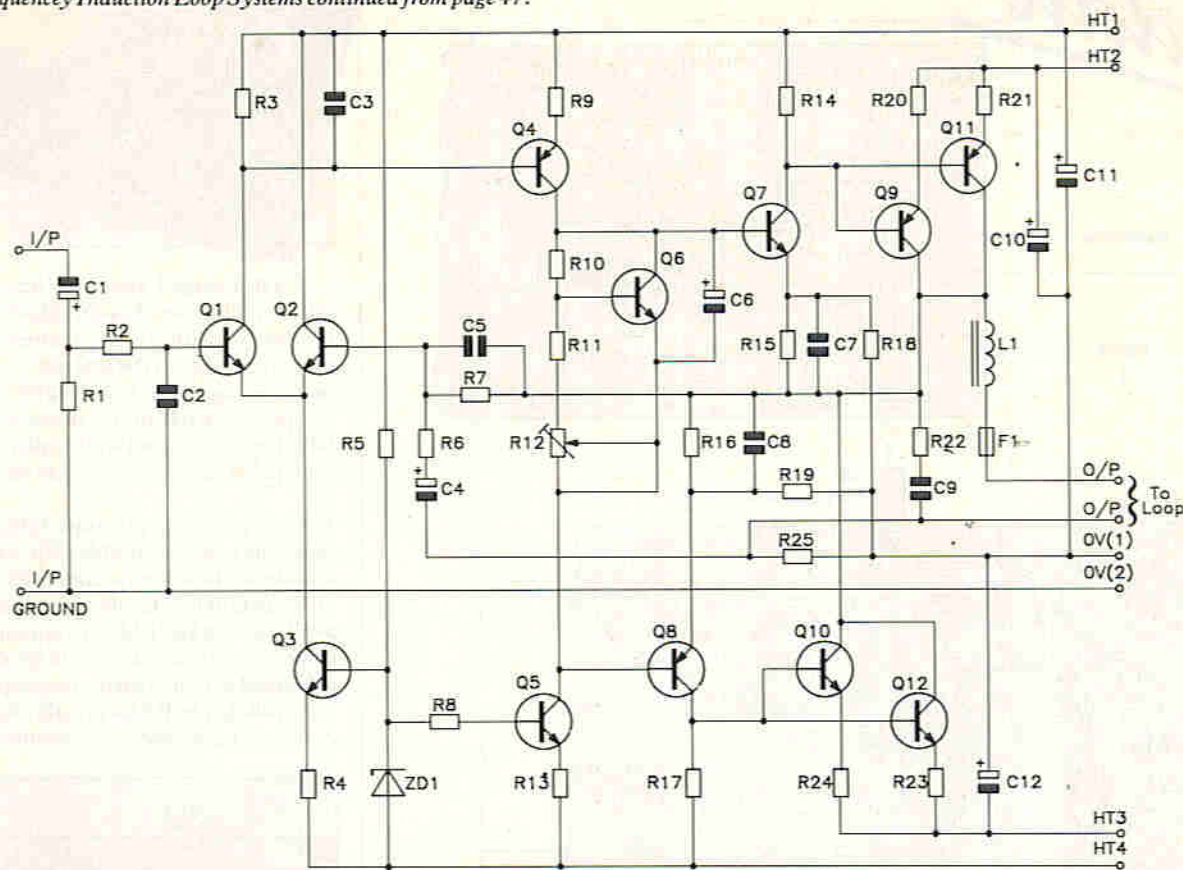 quencey Induction Loop Systems continued from page 47.
HT1
HT2
R3
C3
R9
R14
R20
R21
Q4
Q11
C11
I/P
Q7
Q9
C10
C1
R10
Q6
C6
Q1
Q2
R2
C5
R11
R15
C7
R18
L1
R1
C2
R7
R5
R6
R12
R16
C8
R22
F1
C4
R19
C9
O/P
O/P
To
Loop
R25
0V(1)
I/P
0V(2)
GROUND
Q3
Q8
Q10
Q5
Q12
R8
R4
ZD1
R13
R17
R24
R23
C12
HT3
HT4